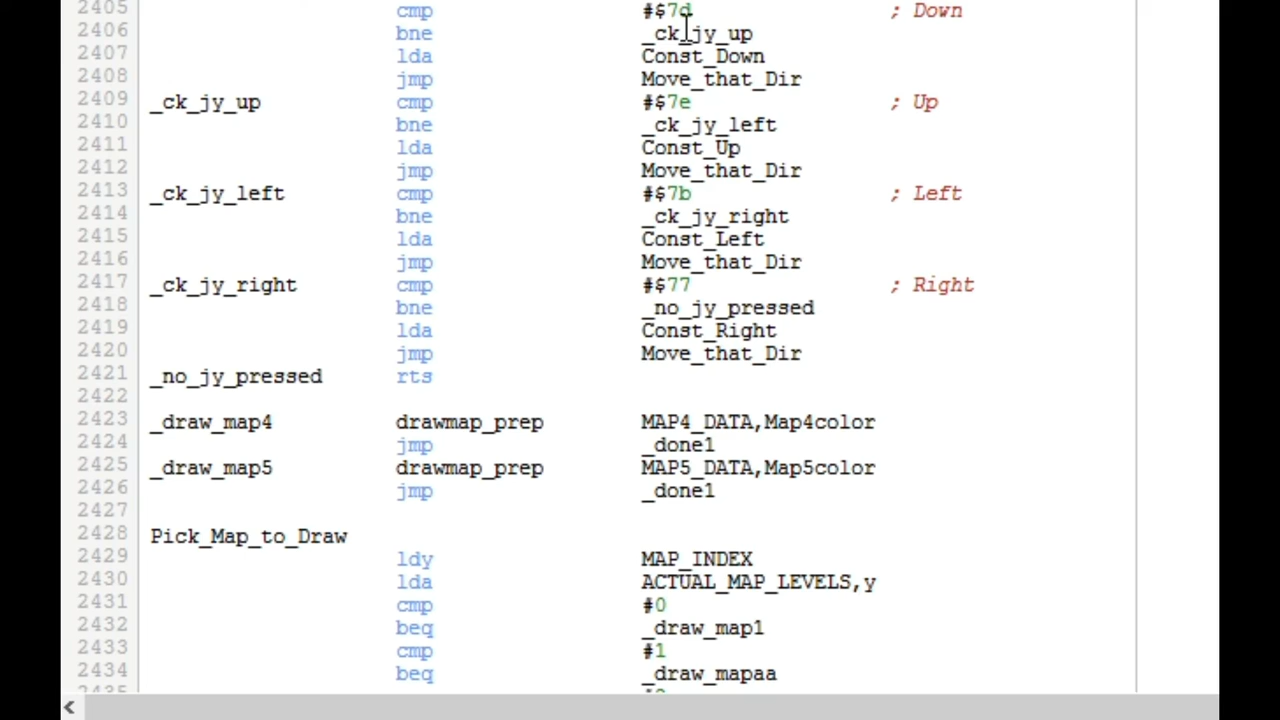 2405 cmp #$7d ; Down
2406 bne _ck_jy_up
2407 lda Const_Down
2408 jmp Move_that_Dir
2409 _ck_jy_up cmp #$7e ; Up
2410 bne _ck_jy_left
2411 lda Const_Up
2412 jmp Move_that_Dir
2413 _ck_jy_left cmp #$7b ; Left
2414 bne _ck_jy_right
2415 lda Const_Left
2416 jmp Move_that_Dir
2417 _ck_jy_right cmp #$77 ; Right
2418 bne _no_jy_pressed
2419 lda Const_Right
2420 jmp Move_that_Dir
2421 _no_jy_pressed rts
2422
2423 _draw_map4 drawmap_prep MAP4_DATA,Map4color
2424 jmp _done1
2425 _draw_map5 drawmap_prep MAP5_DATA,Map5color
2426 jmp _done1
2427
2428 Pick_Map_to_Draw
2429 ldy MAP_INDEX
2430 lda ACTUAL_MAP_LEVELS,y
2431 cmp #0
2432 beq _draw_map1
2433 cmp #1
2434 beq _draw_mapaa
2435